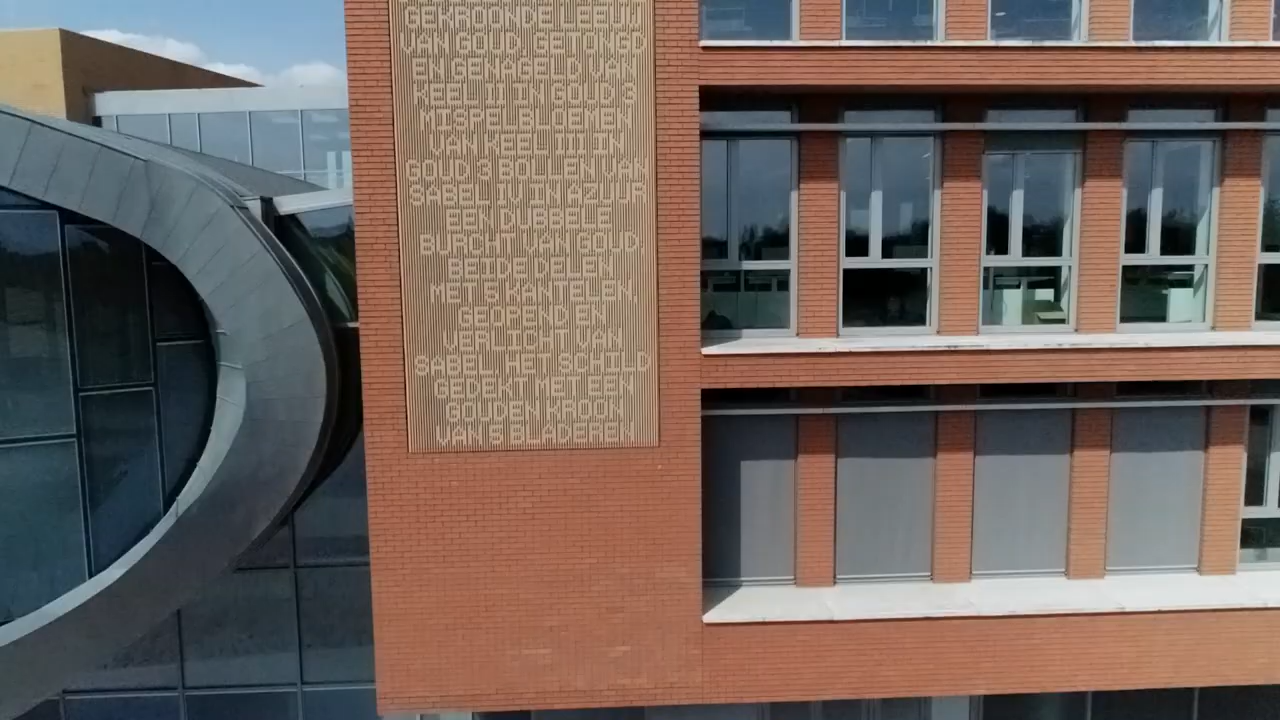 GEKROONDE LEEUW
VAN GOUD, GETONGD
EN GENAGELD VAN
KEEL III IN GOUD 3
MISPELBLOEMEN
VAN KEEL III IN
GOUD 3 BOLLEN VAN
SABEL IV IN AZUUR
EEN DUBBELE
BURCHT VAN GOUD,
BEIDE DELEN
MET 3 KANTELEN,
GEOPEND EN
VERLICHT VAN
SABEL, HET SCHILD
GEDEKT MET EEN
GOUDEN KROON
VAN 5 BLADEREN